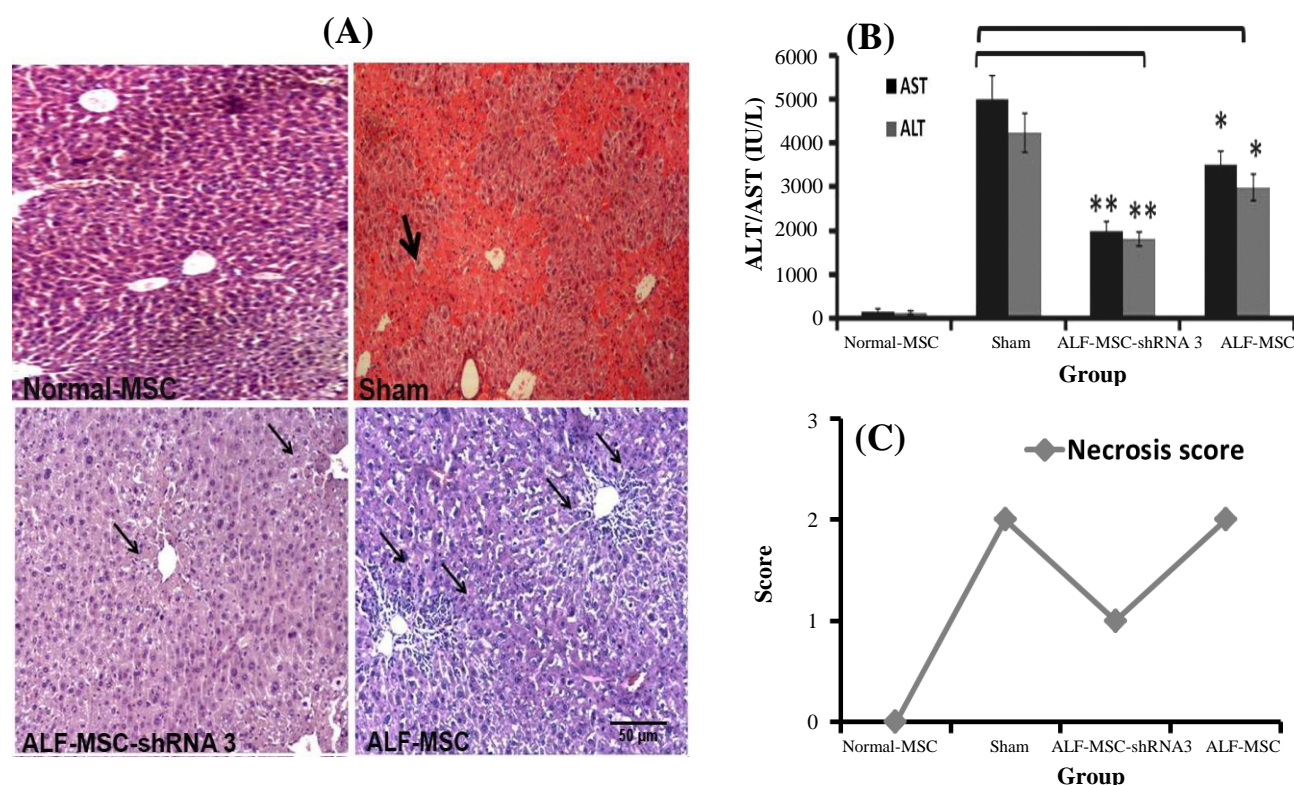 (A)
Normal-MSC
Sham
ALF-MSC-shRNA 3
ALF-MSC
50 µm
(B)
ALT/AST (IU/L)
6000
5000
4000
3000
2000
1000
0
AST
ALT
** **
*
*
Normal-MSC Sham ALF-MSC-shRNA 3 ALF-MSC
Group
(C)
Necrosis score
Score
3
2
1
0
Normal-MSC Sham ALF-MSC-shRNA3 ALF-MSC
Group